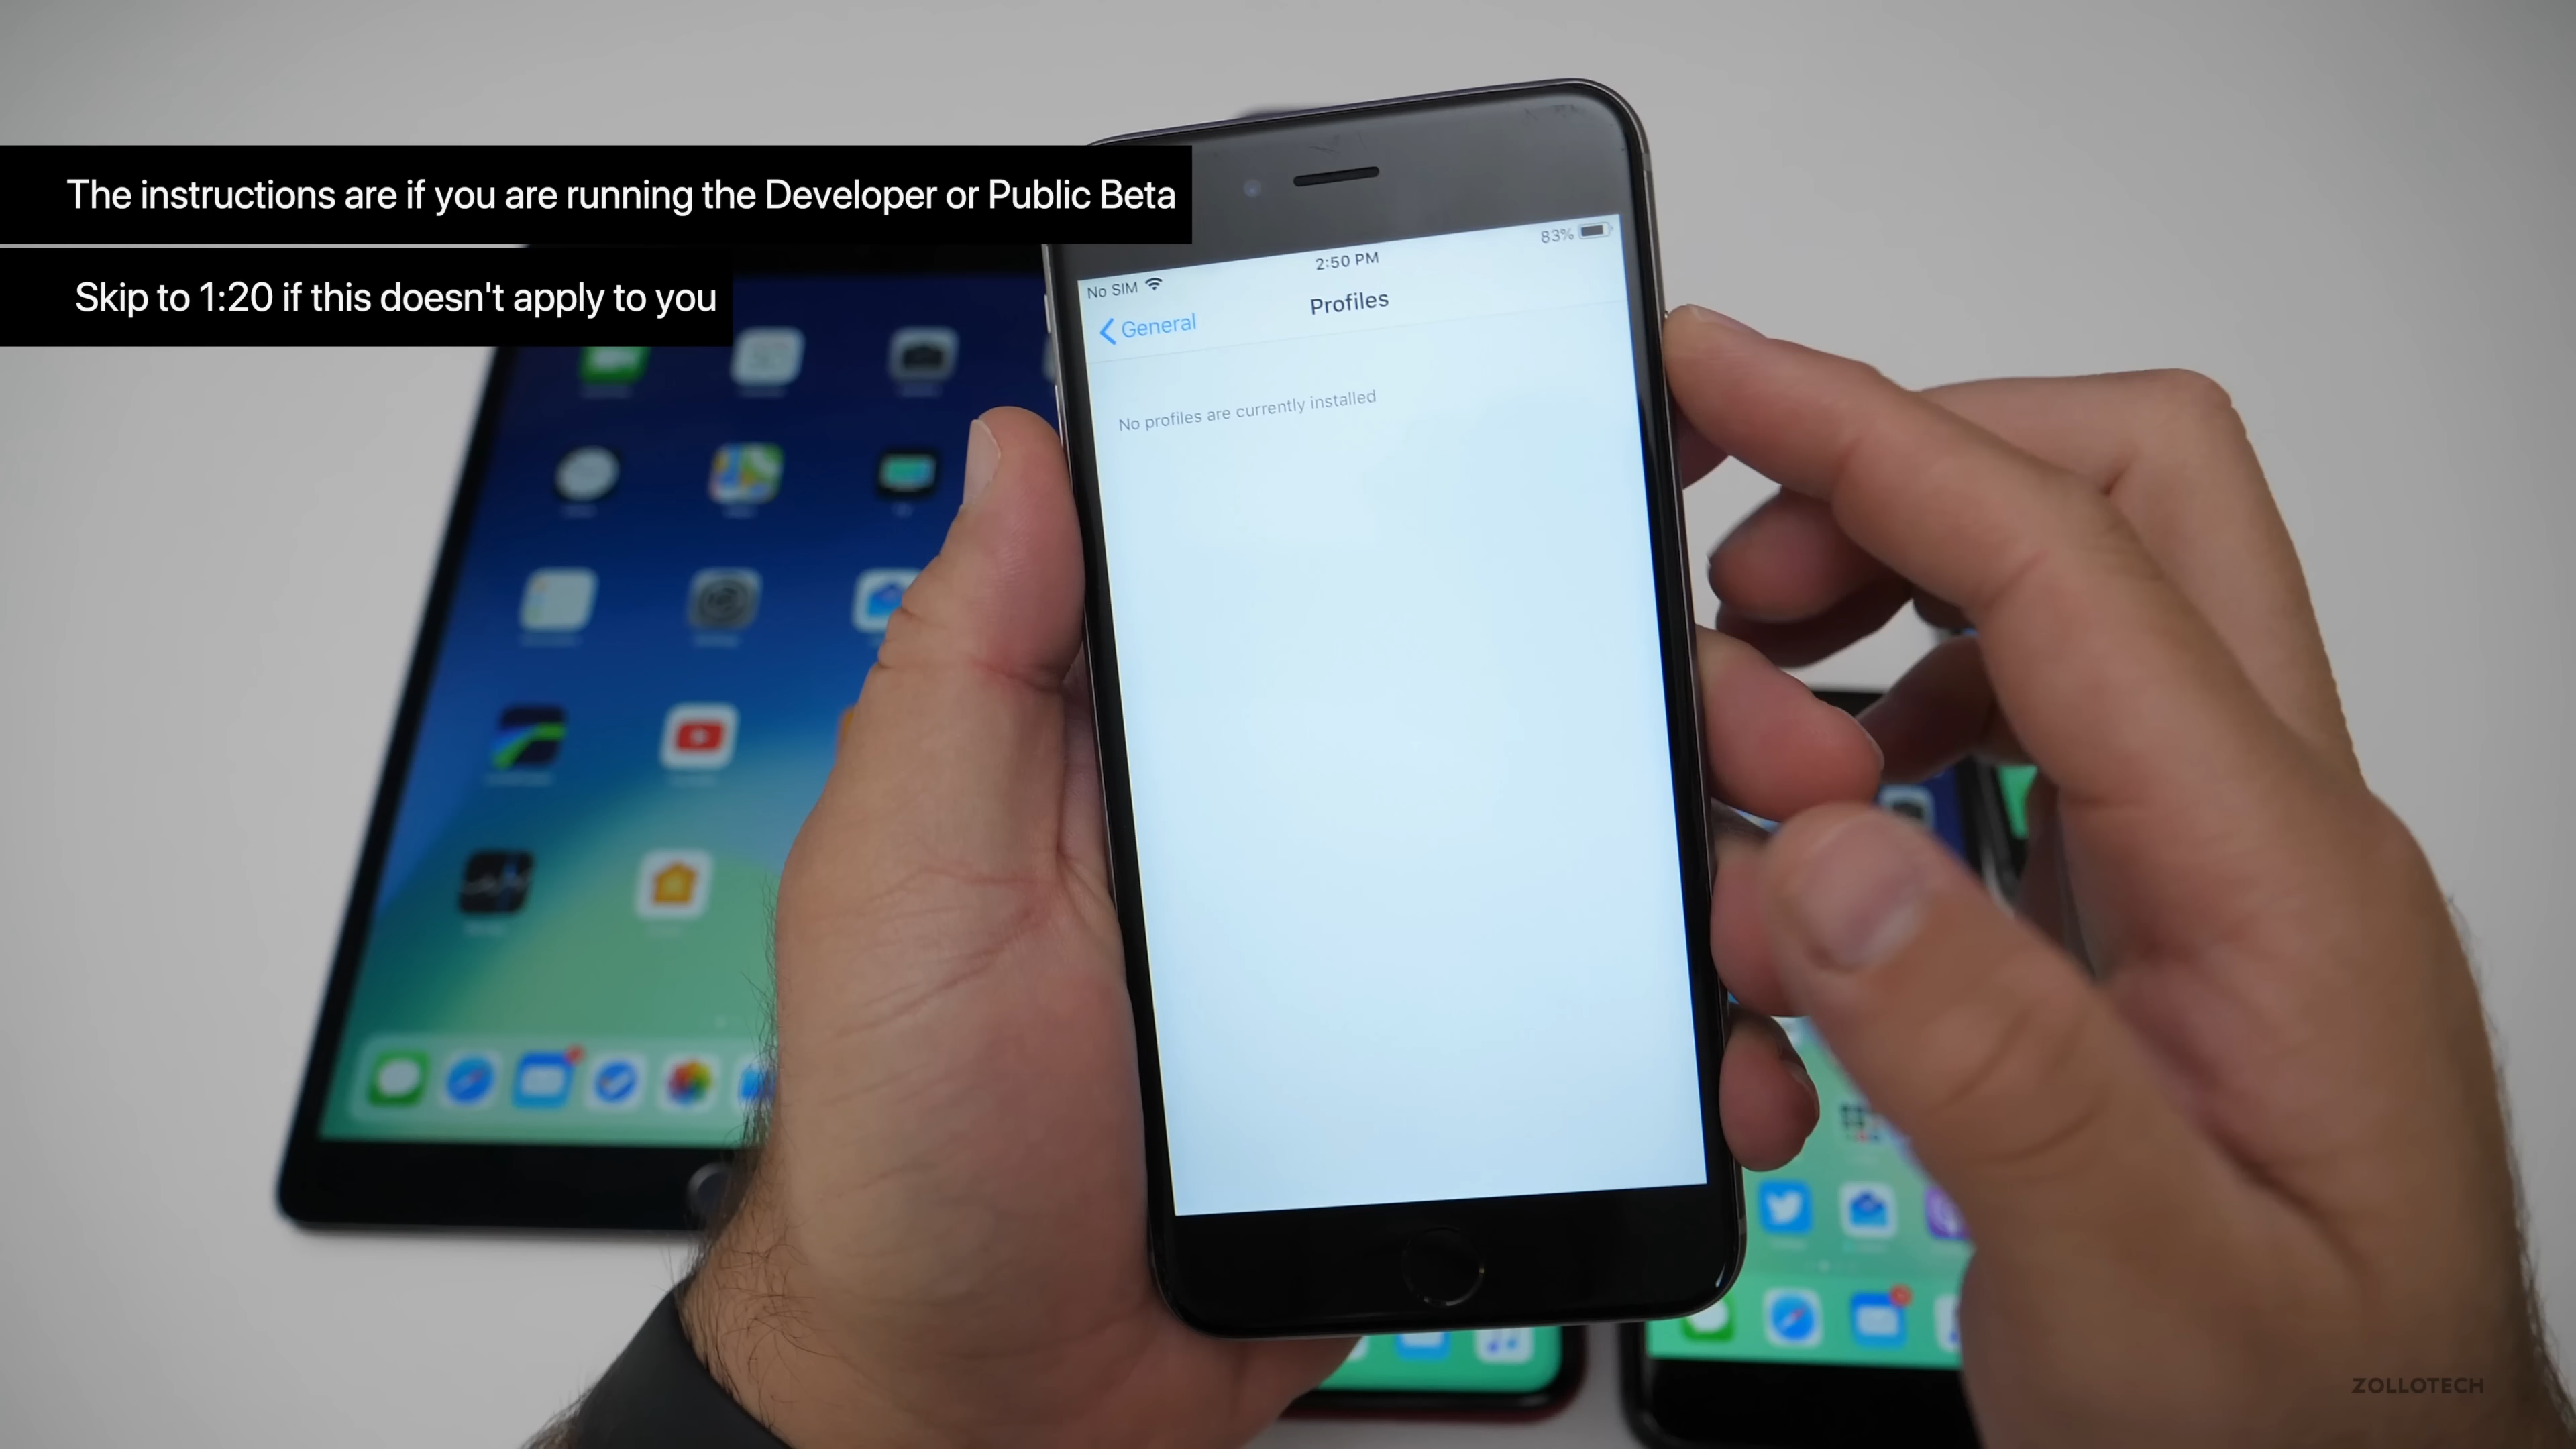 The instructions are if you are running the Developer or Public Beta
Skip to 1:20 if this doesn't apply to you
No SIM 2:50 PM 83%
General Profiles
No profiles are currently installed
ZOLLOTECH